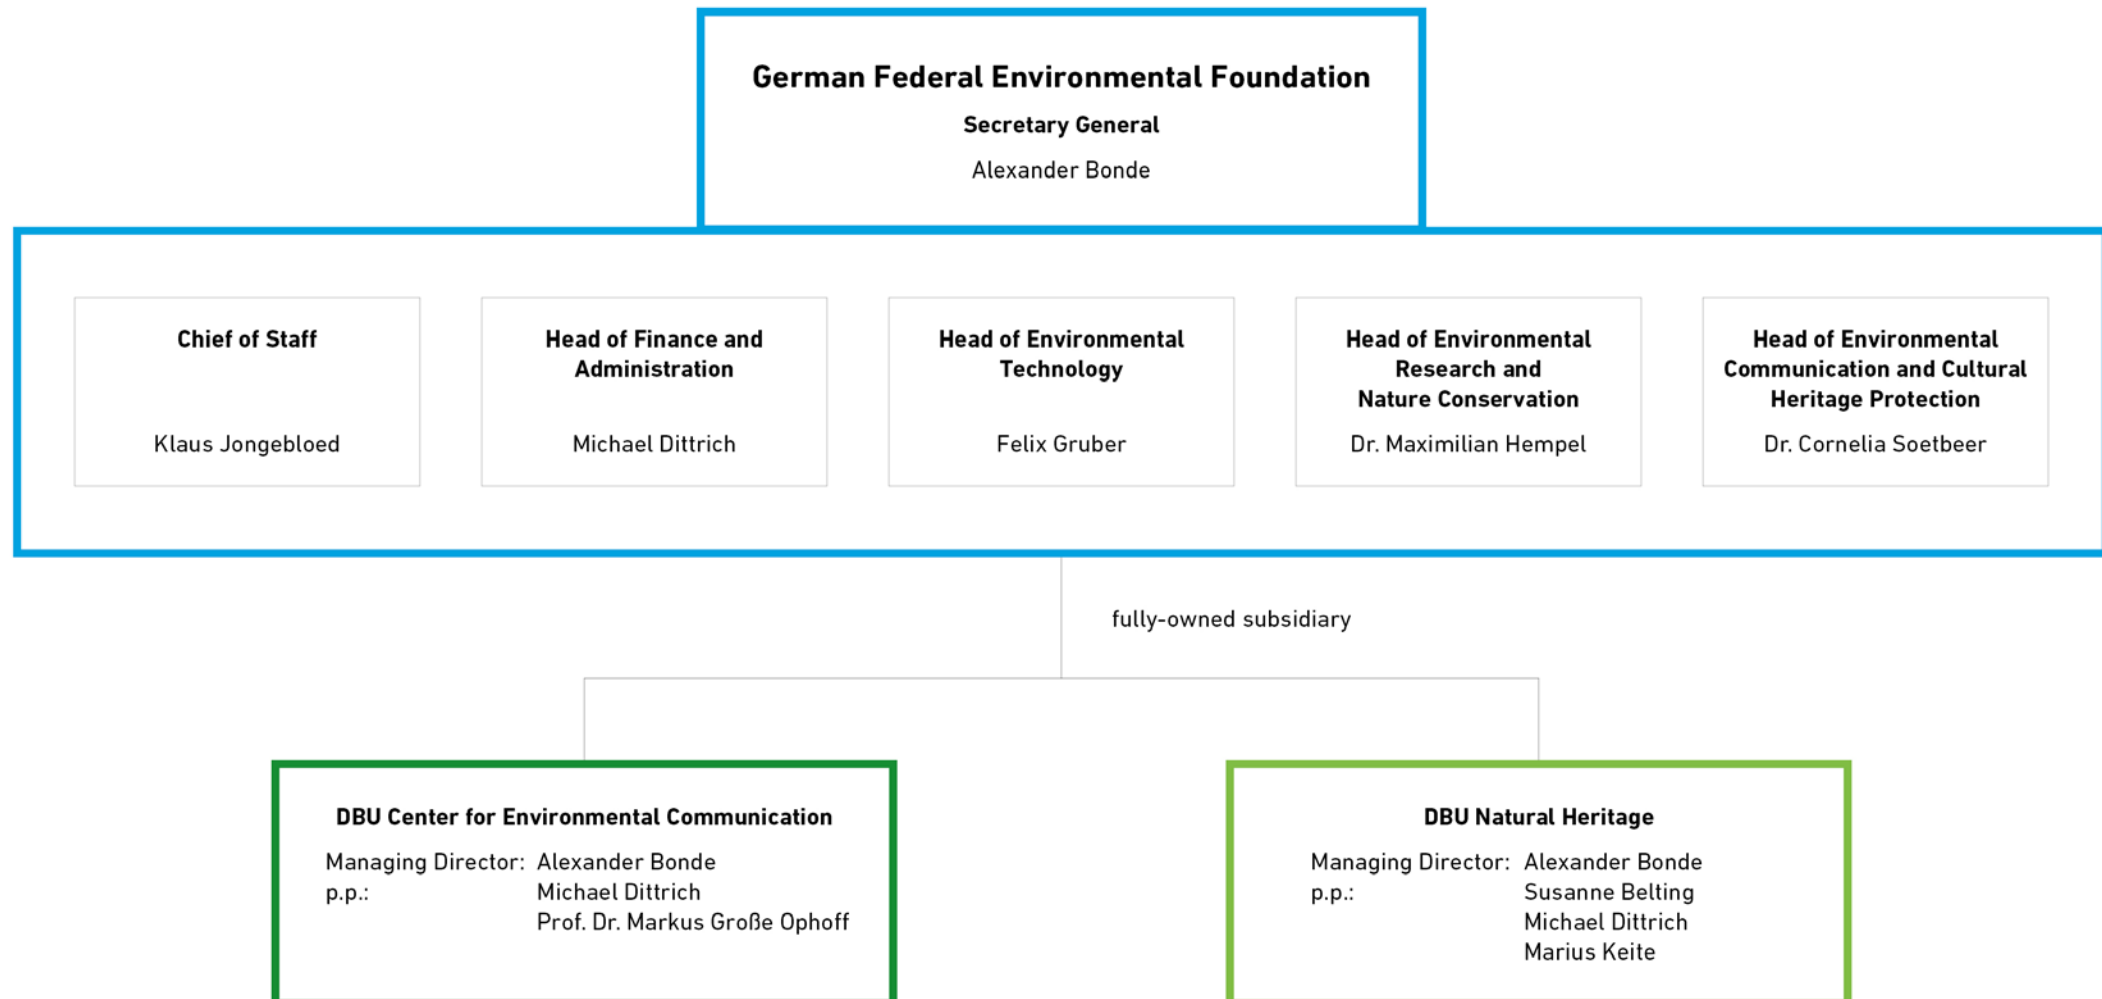 German Federal Environmental Foundation
Secretary General
Alexander Bonde
Chief of Staff
Klaus Jongebloed
Head of Finance and
Administration
Michael Dittrich
Head of Environmental
Technology
Felix Gruber
Head of Environmental
Research and
Nature Conservation
Dr. Maximilian Hempel
Head of Environmental
Communication and Cultural
Heritage Protection
Dr. Cornelia Soetbeer
fully-owned subsidiary
DBU Center for Environmental Communication
Managing Director: Alexander Bonde
p.p.: Michael Dittrich
Prof. Dr. Markus Große Ophoff
DBU Natural Heritage
Managing Director: Alexander Bonde
p.p.: Susanne Belting
Michael Dittrich
Marius Keite